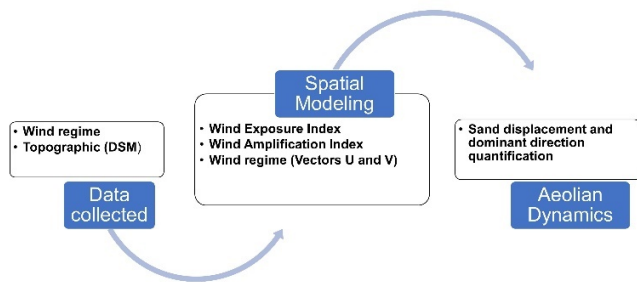 • Wind regime
• Topographic (DSM)
Data
collected
Spatial
Modeling
• Wind Exposure Index
• Wind Amplification Index
• Wind regime (Vectors U and V)
• Sand displacement and
dominant direction
quantification
Aeolian
Dynamics